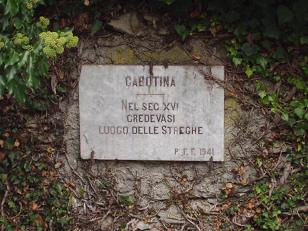 CABOTINA
NEL SEC XVI
CREDEVASI
LUOGO DELLE STREGHE
P. F. F. 1941